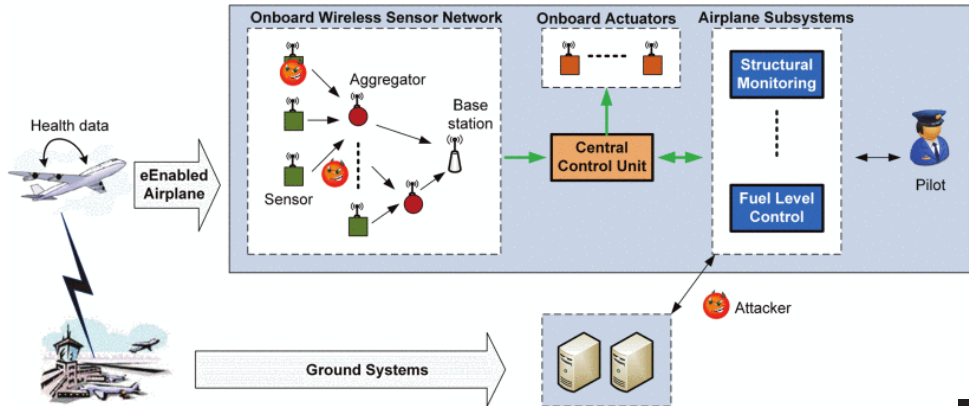 Onboard Wireless Sensor Network
Onboard Actuators
Airplane Subsystems
Aggregator
Base
station
Sensor
Health data
eEnabled
Airplane
Central
Control Unit
Structural
Monitoring
Fuel Level
Control
Pilot
Attacker
Ground Systems